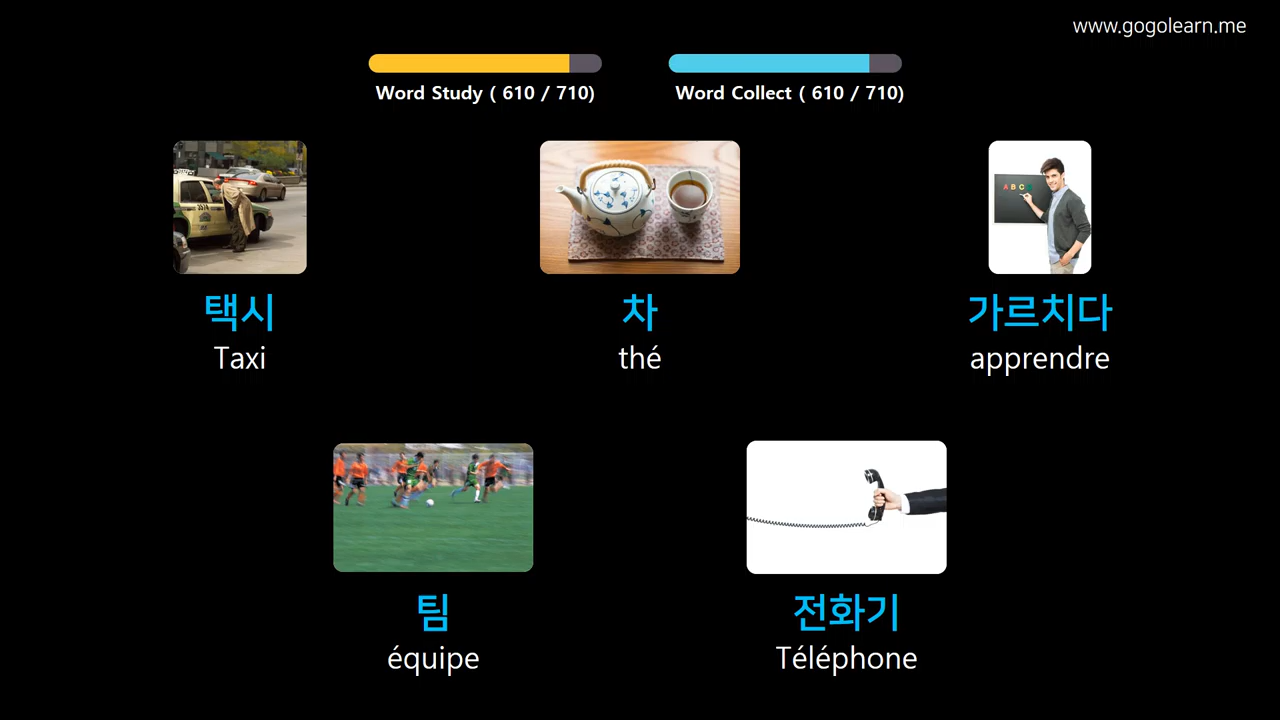 www.gogolearn.me
Word Study ( 610 / 710)
Word Collect ( 610 / 710)
택시
Taxi
차
thé
가르치다
apprendre
팀
équipe
전화기
Téléphone